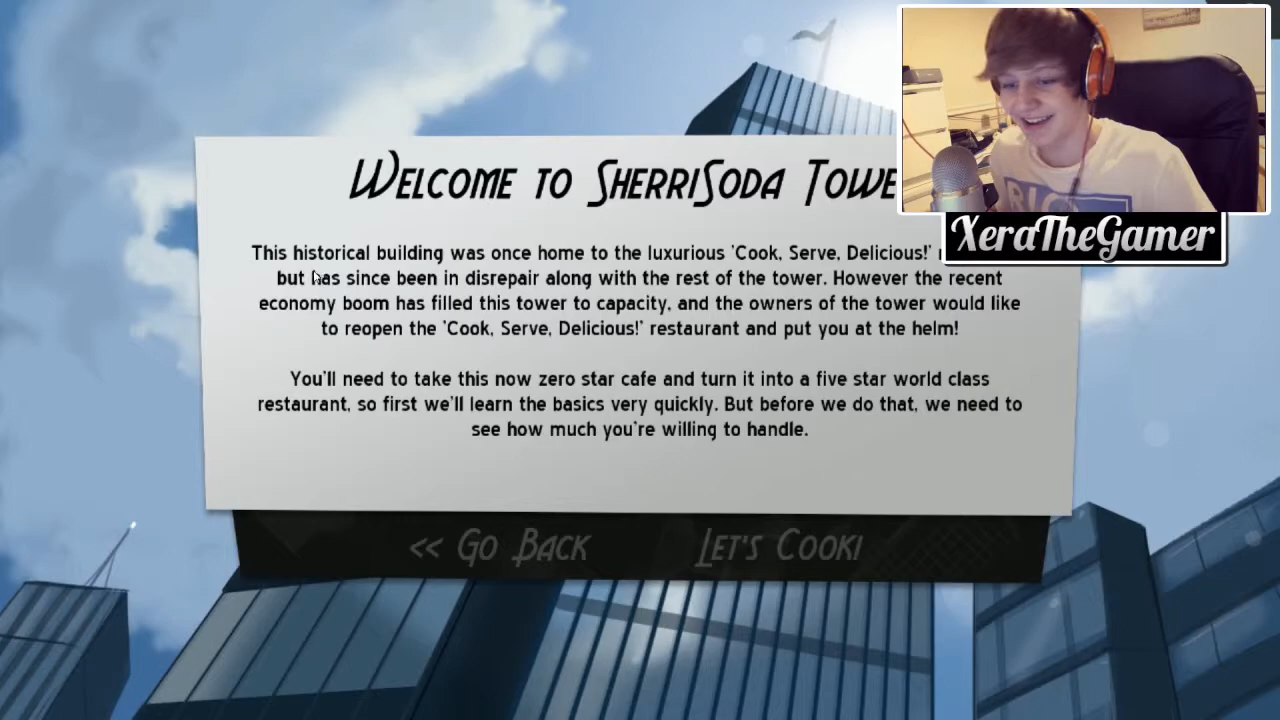 Welcome to SherriSoda Towe
XeraTheGamer
This historical building was once home to the luxurious 'Cook, Serve, Delicious!'
but has since been in disrepair along with the rest of the tower. However the recent
economy boom has filled this tower to capacity, and the owners of the tower would like
to reopen the 'Cook, Serve, Delicious!' restaurant and put you at the helm!
You'll need to take this now zero star cafe and turn it into a five star world class
restaurant, so first we'll learn the basics very quickly. But before we do that, we need to
see how much you're willing to handle.
<< Go Back
Let's Cook!